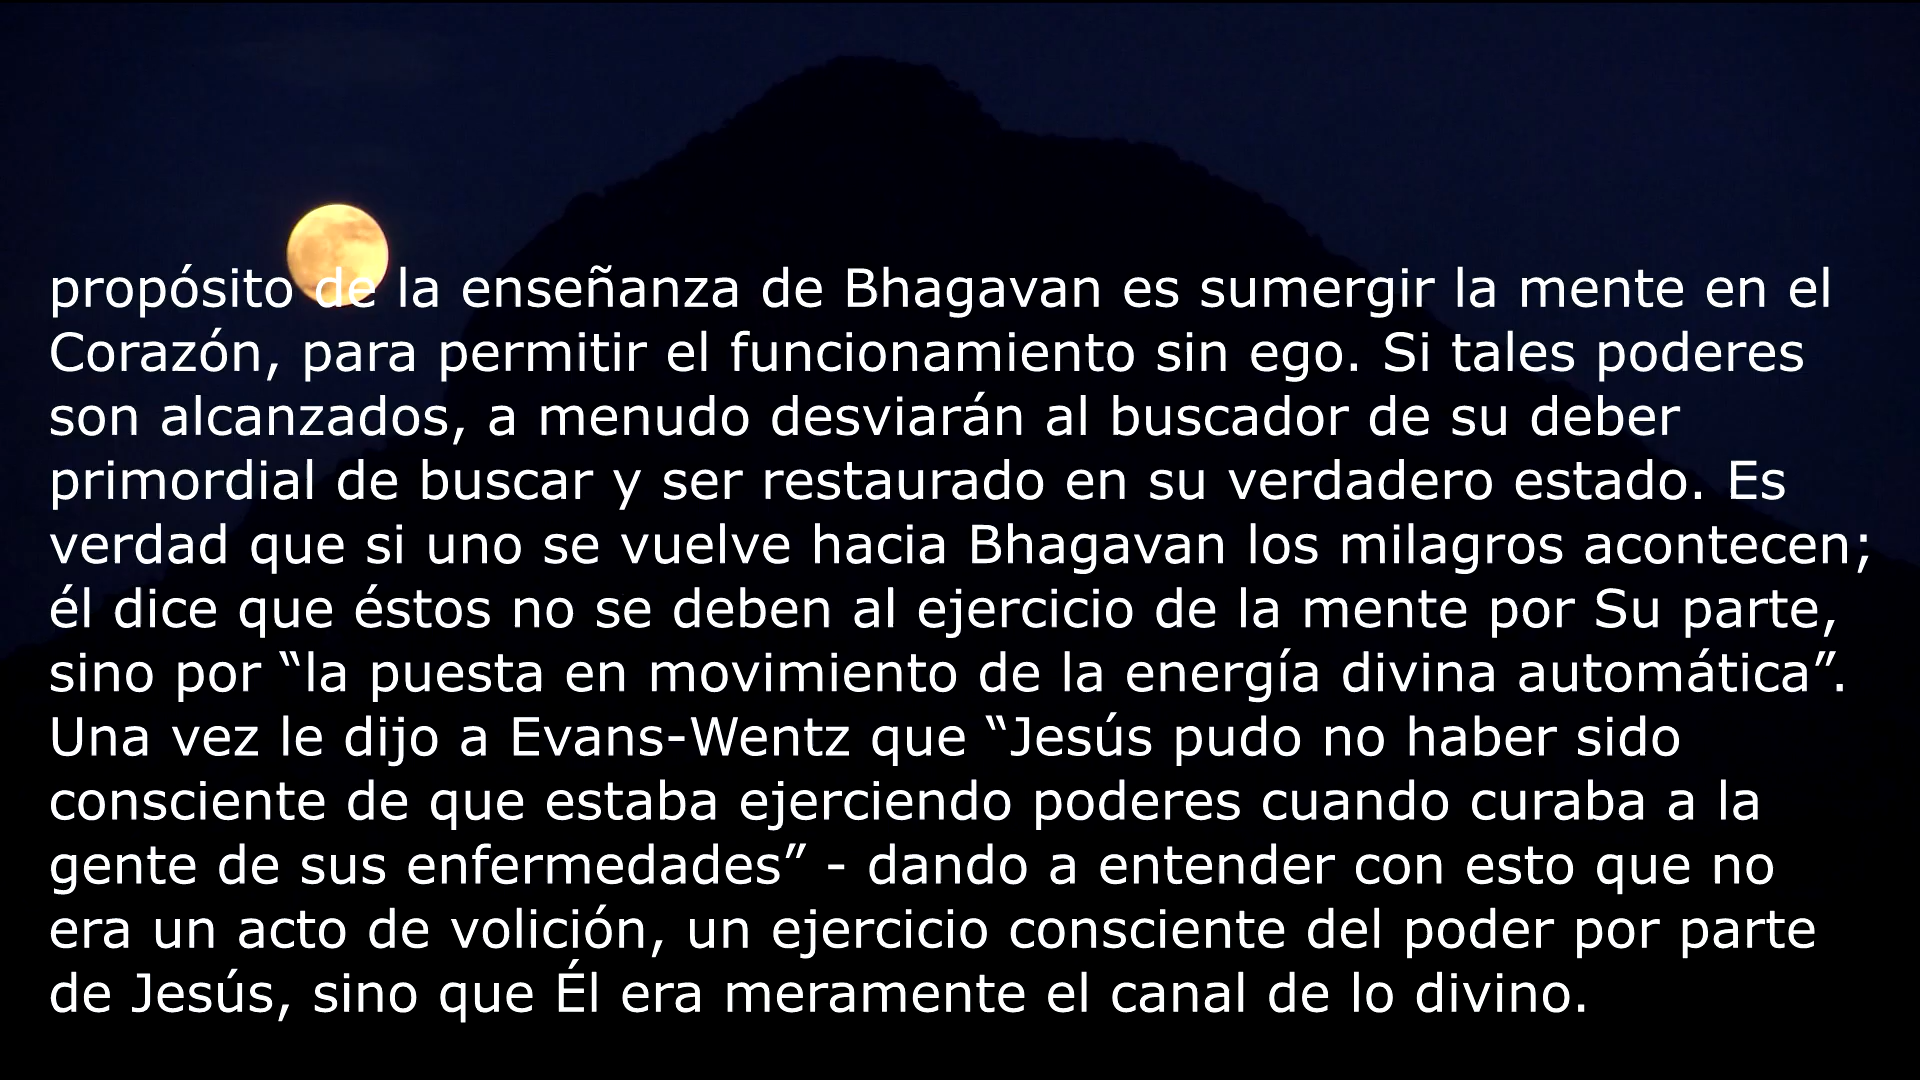 propósito de la enseñanza de Bhagavan es sumergir la mente en el
Corazón, para permitir el funcionamiento sin ego. Si tales poderes
son alcanzados, a menudo desviarán al buscador de su deber
primordial de buscar y ser restaurado en su verdadero estado. Es
verdad que si uno se vuelve hacia Bhagavan los milagros acontecen;
él dice que éstos no se deben al ejercicio de la mente por Su parte,
sino por “la puesta en movimiento de la energía divina automática”.
Una vez le dijo a Evans-Wentz que “Jesús pudo no haber sido
consciente de que estaba ejerciendo poderes cuando curaba a la
gente de sus enfermedades” - dando a entender con esto que no
era un acto de volición, un ejercicio consciente del poder por parte
de Jesús, sino que Él era meramente el canal de lo divino.